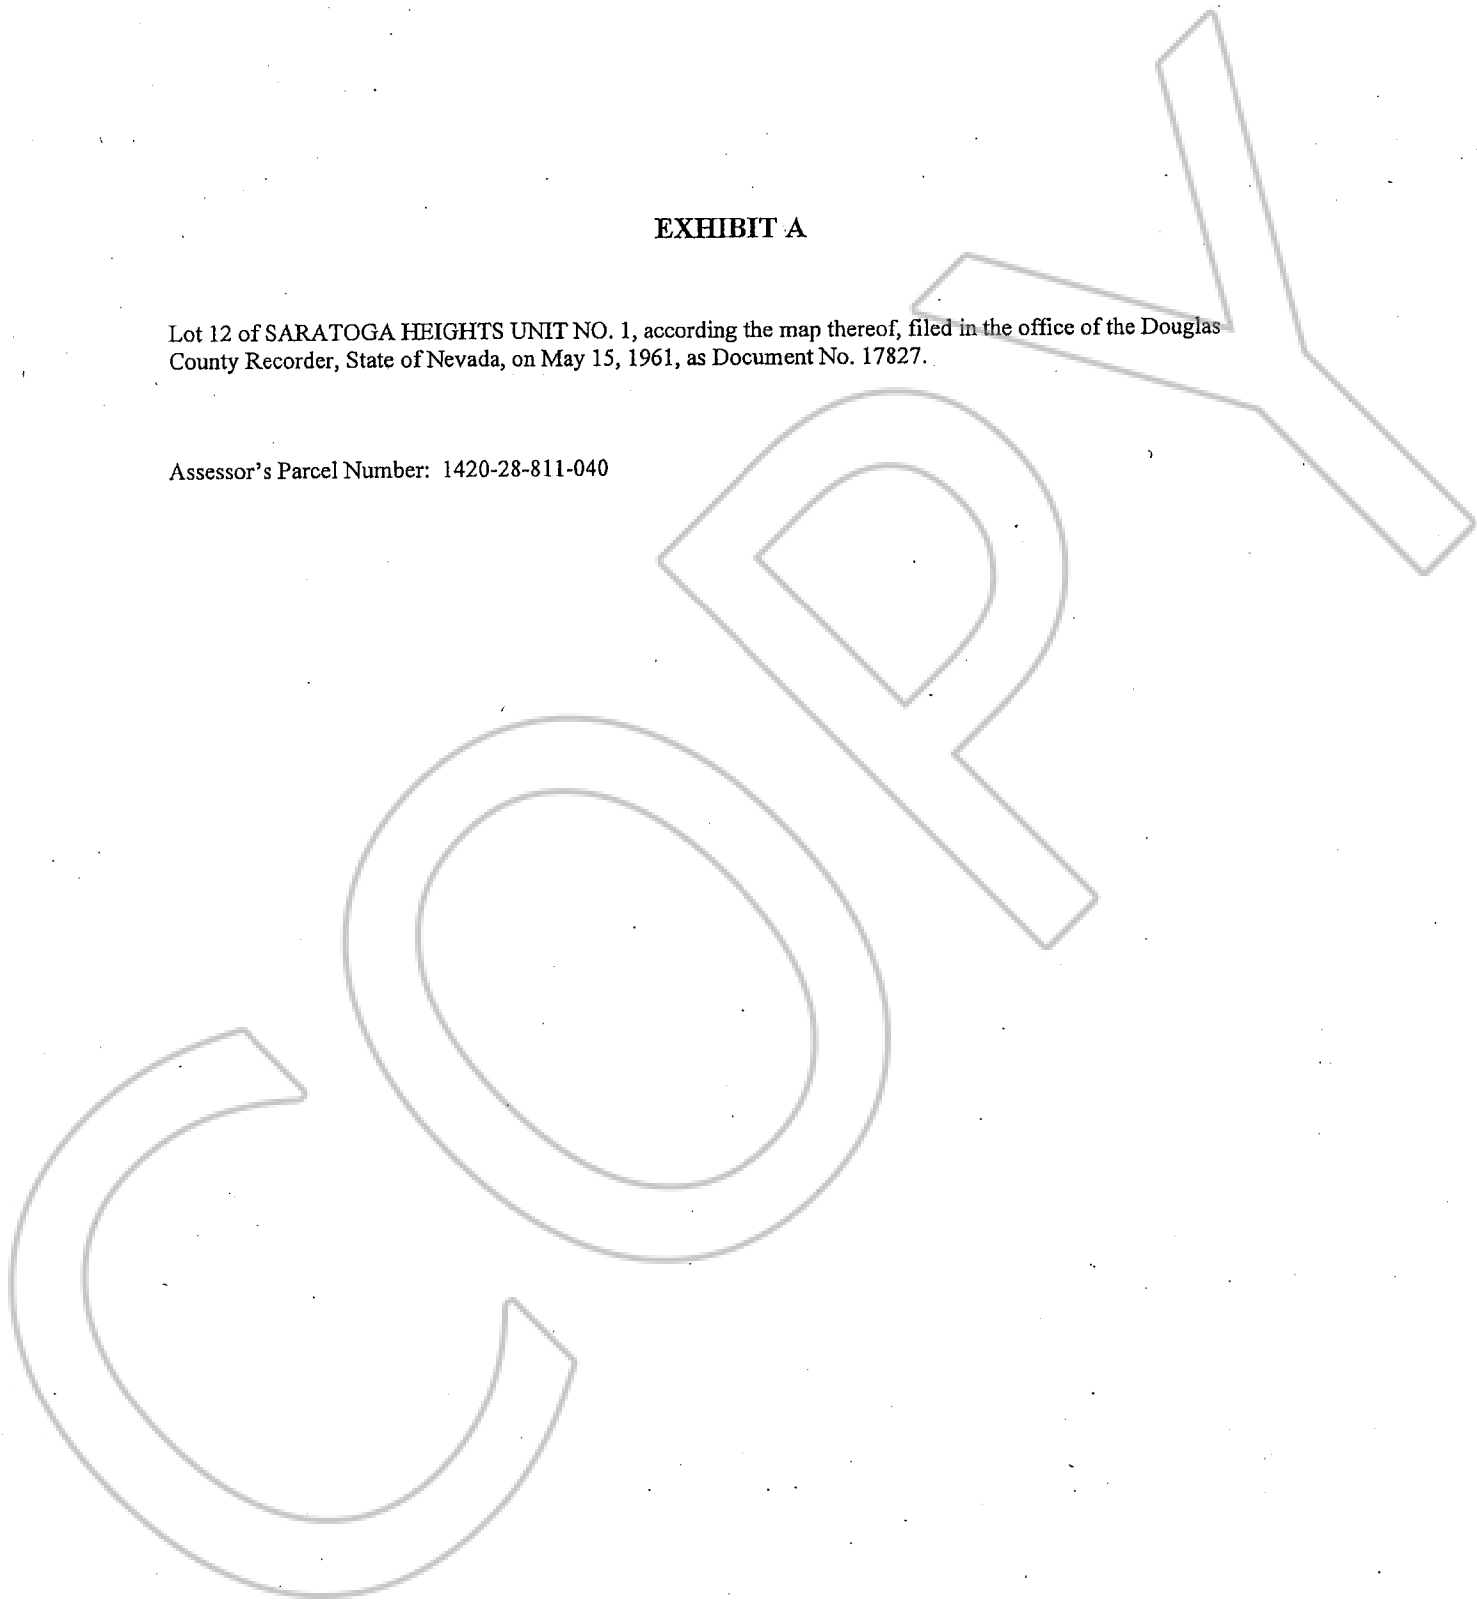 EXHIBIT A
Lot 12 of SARATOGA HEIGHTS UNIT NO. 1, according the map thereof, filed in the office of the Douglas
County Recorder, State of Nevada, on May 15, 1961, as Document No. 17827.
Assessor's Parcel Number: 1420-28-811-040
COPY